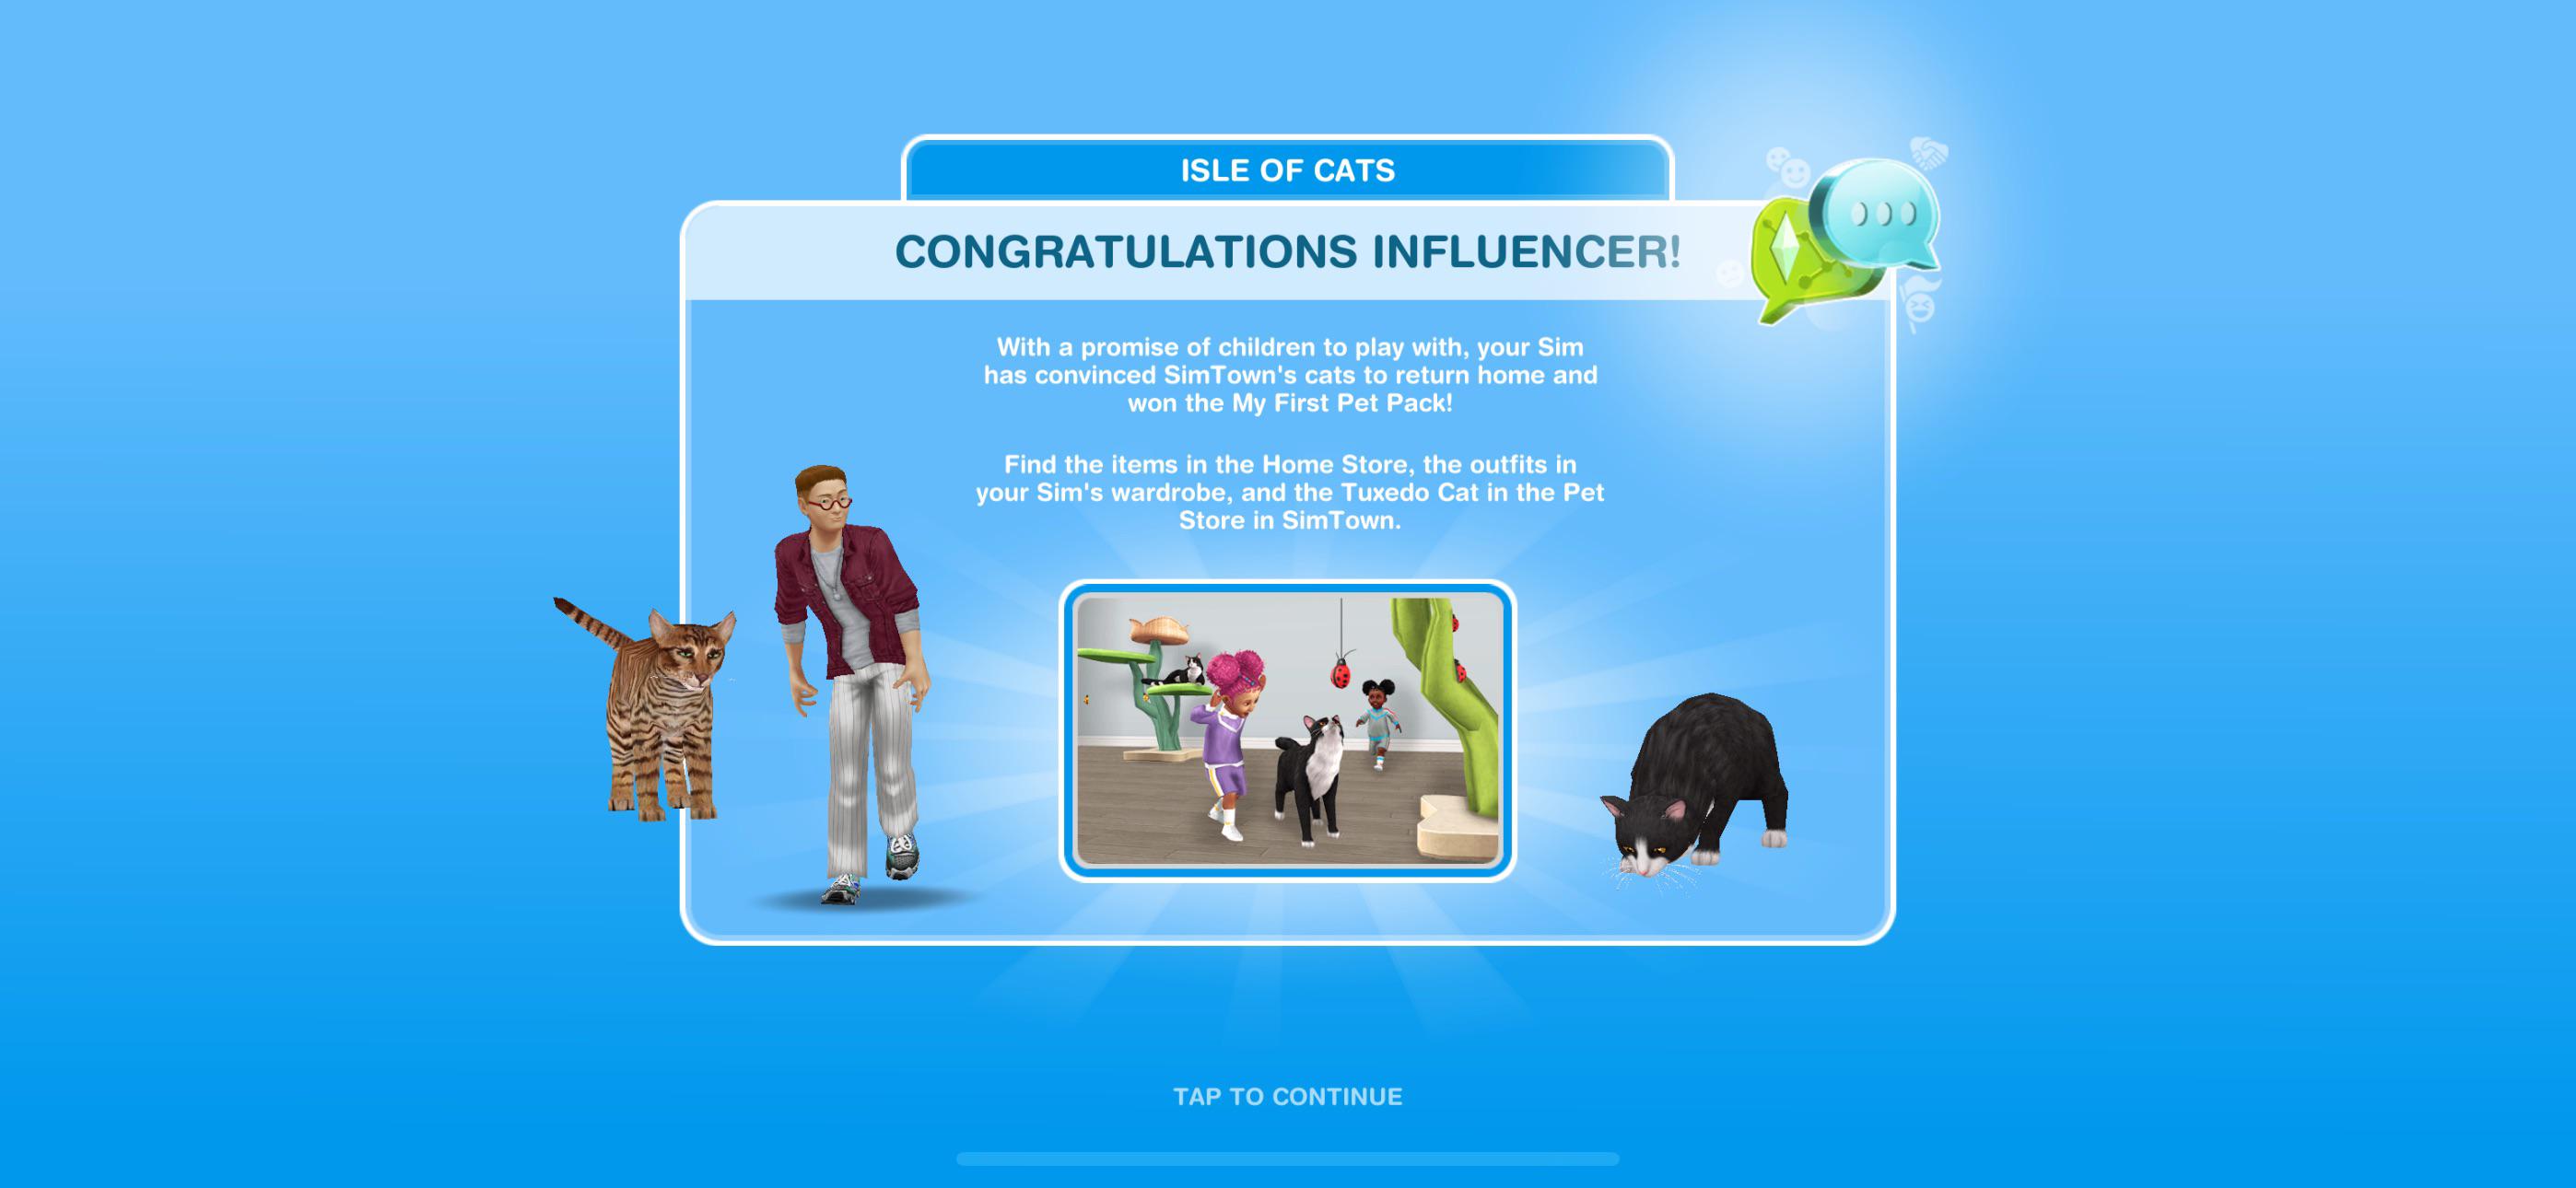 ISLE OF CATS
CONGRATULATIONS INFLUENCER!
With a promise of children to play with, your Sim
has convinced SimTown's cats to return home and
won the My First Pet Pack!
Find the items in the Home Store, the outfits in
your Sim's wardrobe, and the Tuxedo Cat in the Pet
Store in SimTown.
TAP TO CONTINUE